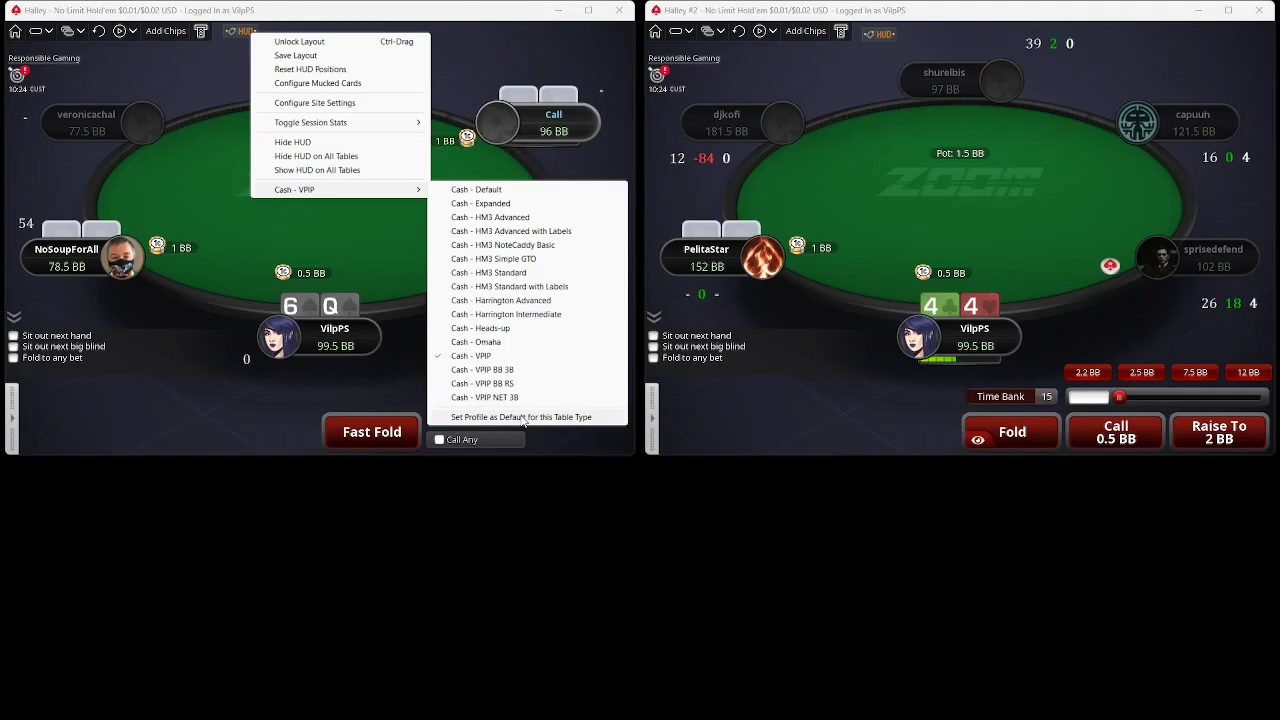 Halley - No Limit Hold'em $0.01/$0.02 USD - Logged In as VilpPS
Add Chips
HUD
Responsible Gaming
10:24 CUST
veronicachal
77.5 BB
-
Unlock Layout Ctrl-Drag
Save Layout
Reset HUD Positions
Configure Mucked Cards
Configure Site Settings
Toggle Session Stats
Hide HUD
Hide HUD on All Tables
Show HUD on All Tables
Cash - VPIP
Cash - Default
Cash - Expanded
Cash - HM3 Advanced
Cash - HM3 Advanced with Labels
Cash - HM3 NoteCaddy Basic
Cash - HM3 Simple GTO
Cash - HM3 Standard
Cash - HM3 Standard with Labels
Cash - Harrington Advanced
Cash - Harrington Intermediate
Cash - Heads-up
Cash - Omaha
Cash - VPIP
Cash - VPIP BB 3B
Cash - VPIP BB RS
Cash - VPIP NET 3B
Set Profile as Default for this Table Type
-
Call
96 BB
1 BB
54
NoSoupForAll
78.5 BB
1 BB
0.5 BB
6 Q
VilpPS
99.5 BB
0
Sit out next hand
Sit out next big blind
Fold to any bet
Fast Fold
Call Any
Halley #2 - No Limit Hold'em $0.01/$0.02 USD - Logged In as VilpPS
Add Chips
HUD
Responsible Gaming
10:24 CUST
39 2 0
shurelbis
97 BB
djkofi
181.5 BB
12 -84 0
capuuh
121.5 BB
16 0 4
Pot: 1.5 BB
ZOOM
PelitaStar
152 BB
- 0 -
1 BB
0.5 BB
sprisedefend
102 BB
26 18 4
4 4
VilpPS
99.5 BB
Sit out next hand
Sit out next big blind
Fold to any bet
2.2 BB 2.5 BB 7.5 BB 12 BB
Time Bank 15
Fold
Call
0.5 BB
Raise To
2 BB